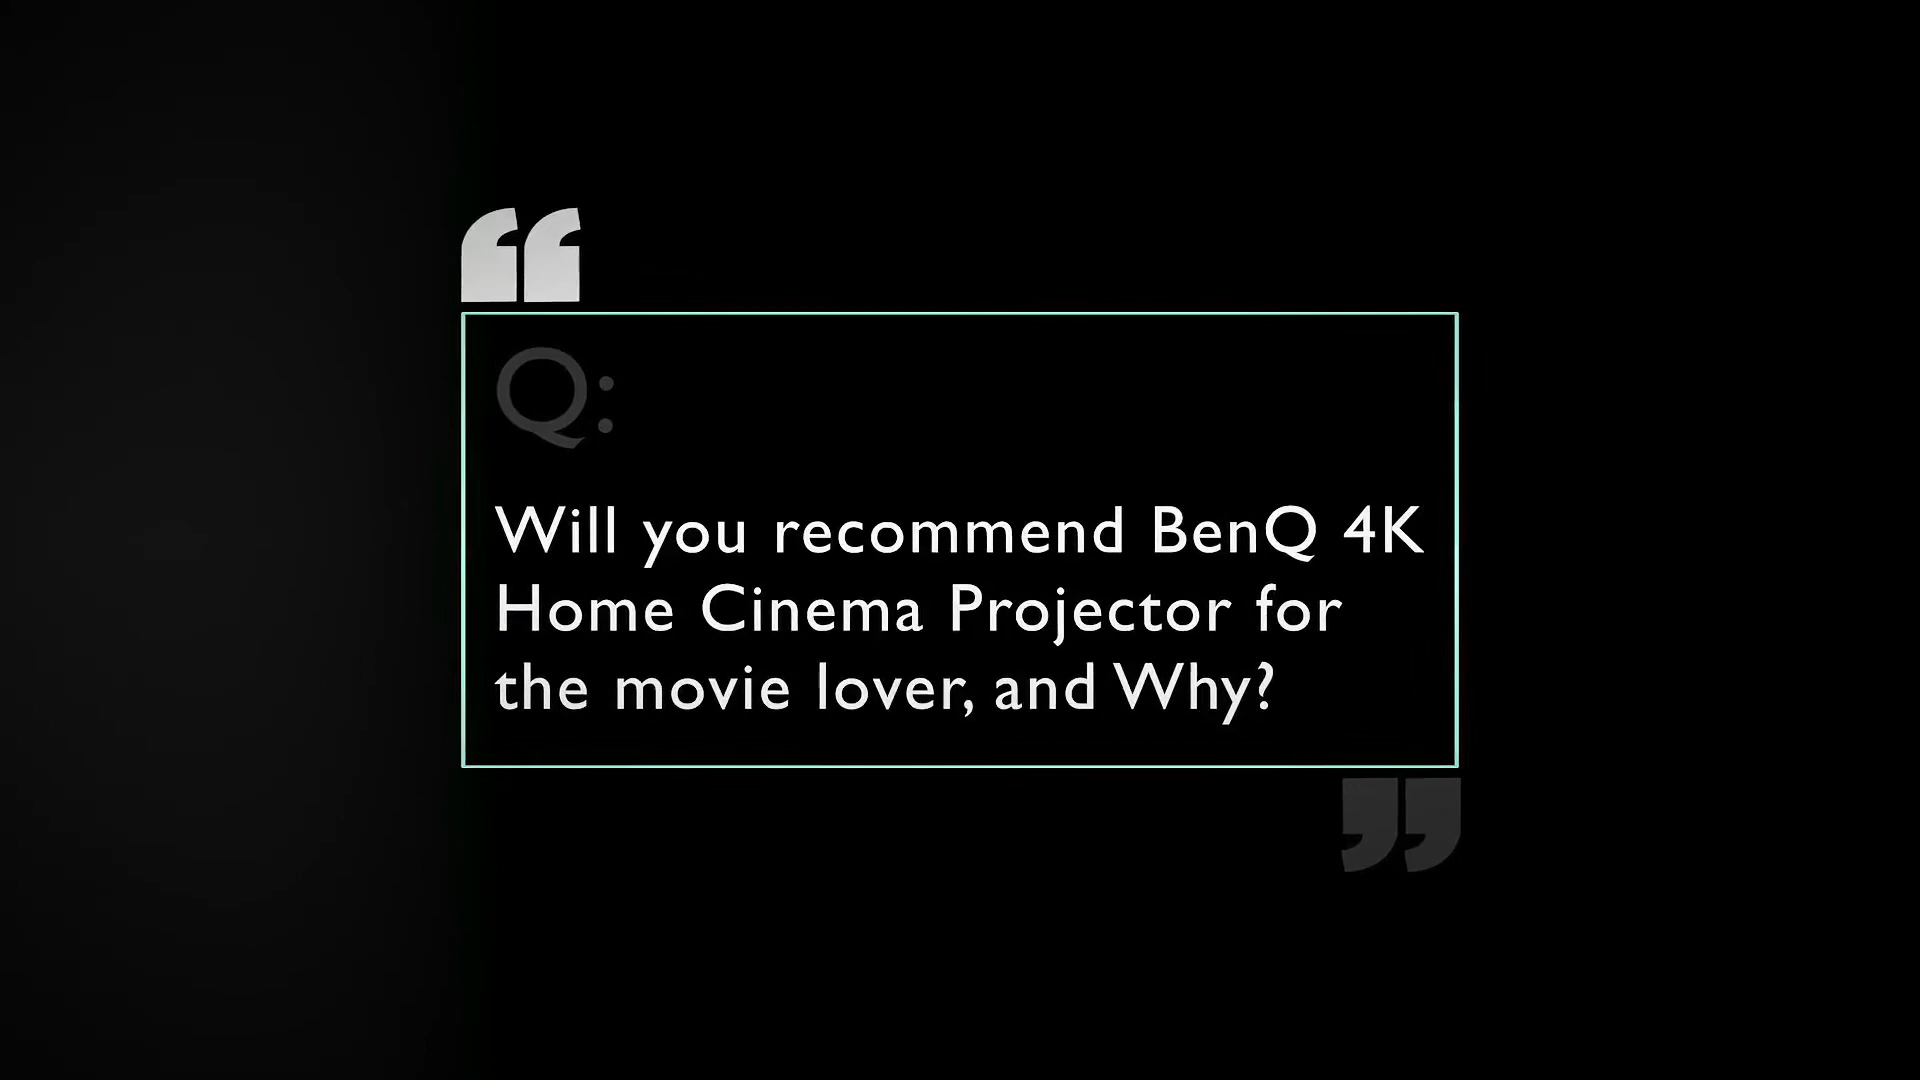 “
Q:
Will you recommend BenQ 4K
Home Cinema Projector for
the movie lover, and Why?
”